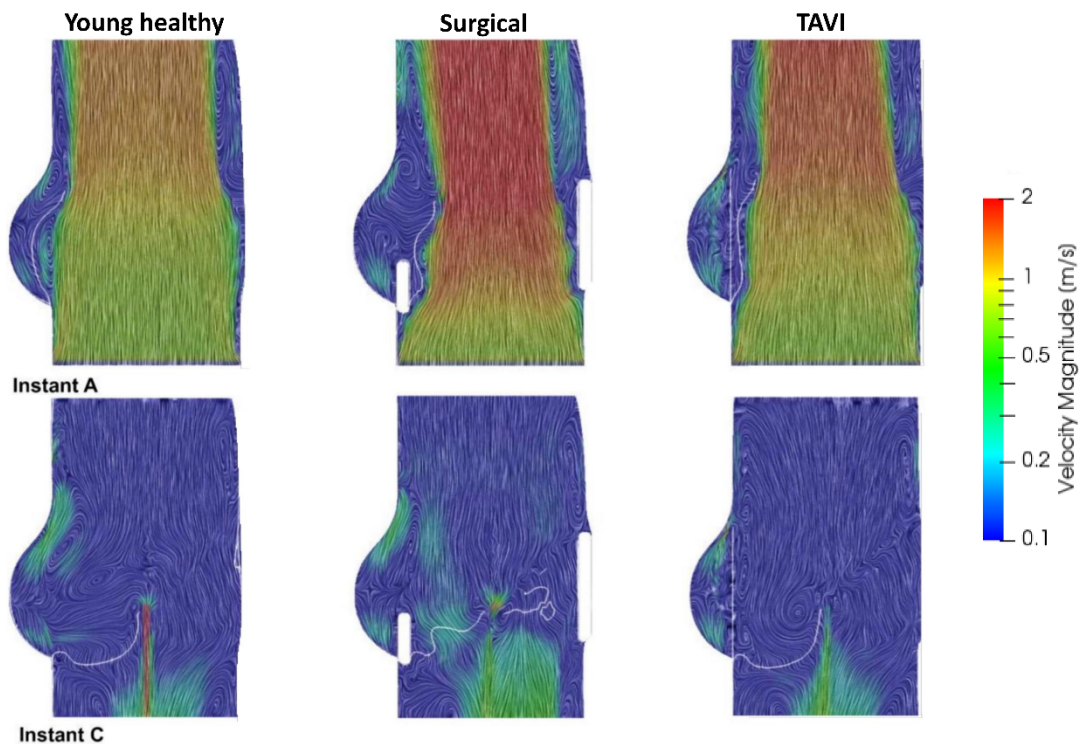 Young healthy
Surgical
TAVI
Instant A
2
1
0.5
0.2
0.1
Velocity Magnitude (m/s)
Instant C